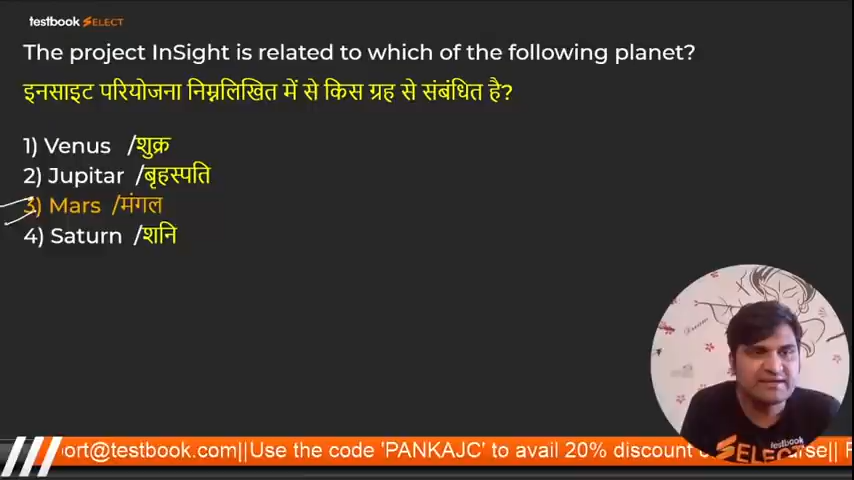 testbook SELECT
The project InSight is related to which of the following planet?
इनसाइट परियोजना निम्नलिखित में से किस ग्रह से संबंधित है?
1) Venus /शुक्र
2) Jupitar /बृहस्पति
3) Mars /मंगल
4) Saturn /शनि
testbook
SELECT
ort@testbook.com||Use the code 'PANKAJC' to avail 20% discount se||